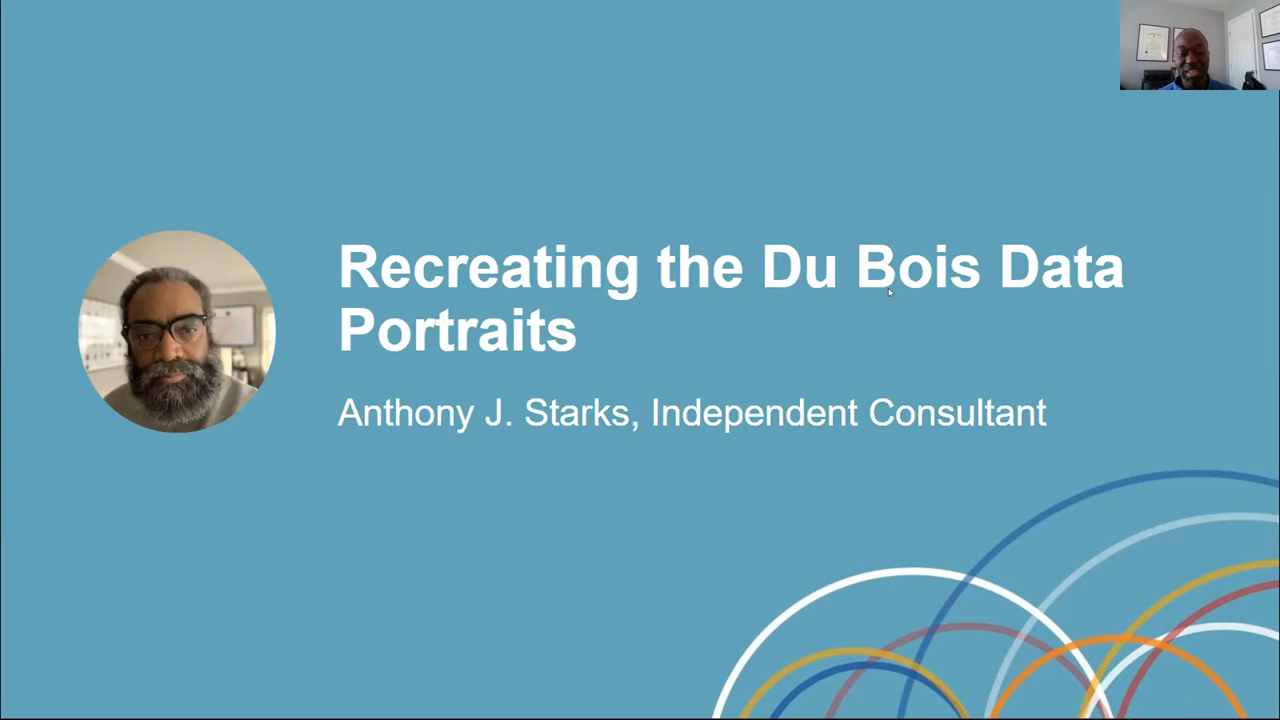 Recreating the Du Bois Data
Portraits
Anthony J. Starks, Independent Consultant